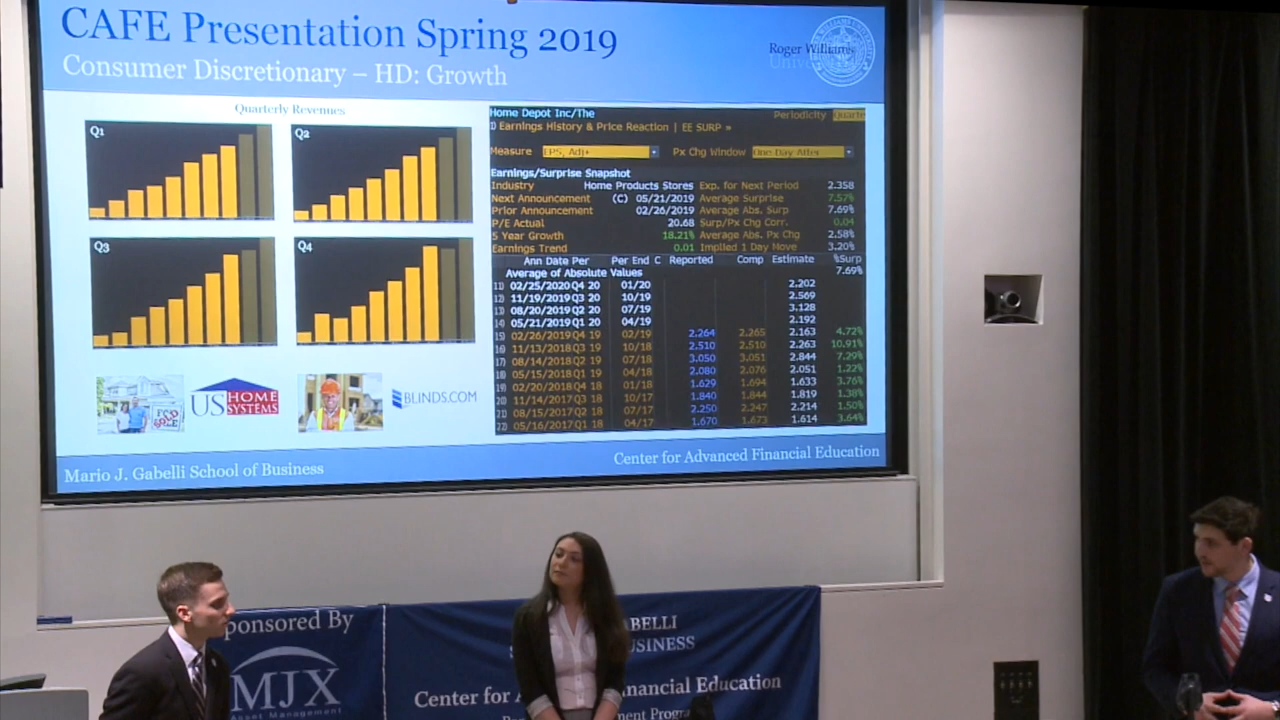 CAFE Presentation Spring 2019
Roger Williams
University
Consumer Discretionary – HD: Growth
Quarterly Revenues
Q1
Q2
Q3
Q4
US HOME
SYSTEMS
BLINDS.COM
Home Depot Inc/The Periodicity
Earnings History & Price Reaction | EE SURP »
Measure EPS, Adj+ Px Chg Window One Day After
Earnings/Surprise Snapshot
Industry Home Products Stores Exp. for Next Period 2.358
Next Announcement (C) 05/21/2019 Average Surprise 7.57%
Prior Announcement 02/26/2019 Average Abs. Surp 7.69%
P/E Actual 20.68 Surp/Px Chg Corr. 0.04
5 Year Growth 18.21% Average Abs. Px Chg 2.58%
Earnings Trend 0.01 Implied 1 Day Move 3.20%
Ann Date Per Per End C Reported Comp Estimate %Surp
Average of Absolute Values 7.69%
11) 02/25/2020 Q4 20 01/20 2.202
12) 11/19/2019 Q3 20 10/19 2.569
13) 08/20/2019 Q2 20 07/19 3.128
14) 05/21/2019 Q1 20 04/19 2.192
15) 02/26/2019 Q4 19 02/19 2.264 2.265 2.163 4.72%
16) 11/13/2018 Q3 19 10/18 2.510 2.510 2.263 10.91%
17) 08/14/2018 Q2 19 07/18 3.050 3.051 2.844 7.29%
18) 05/15/2018 Q1 19 04/18 2.080 2.076 2.051 1.22%
19) 02/20/2018 Q4 18 01/18 1.629 1.694 1.633 3.76%
20) 11/14/2017 Q3 18 10/17 1.840 1.844 1.819 1.38%
21) 08/15/2017 Q2 18 07/17 2.250 2.247 2.214 1.50%
22) 05/16/2017 Q1 18 04/17 1.670 1.673 1.614 3.64%
Mario J. Gabelli School of Business
Center for Advanced Financial Education
ponsored By
MJX
Asset Management
ABELLI
S USINESS
Center for A nancial Education